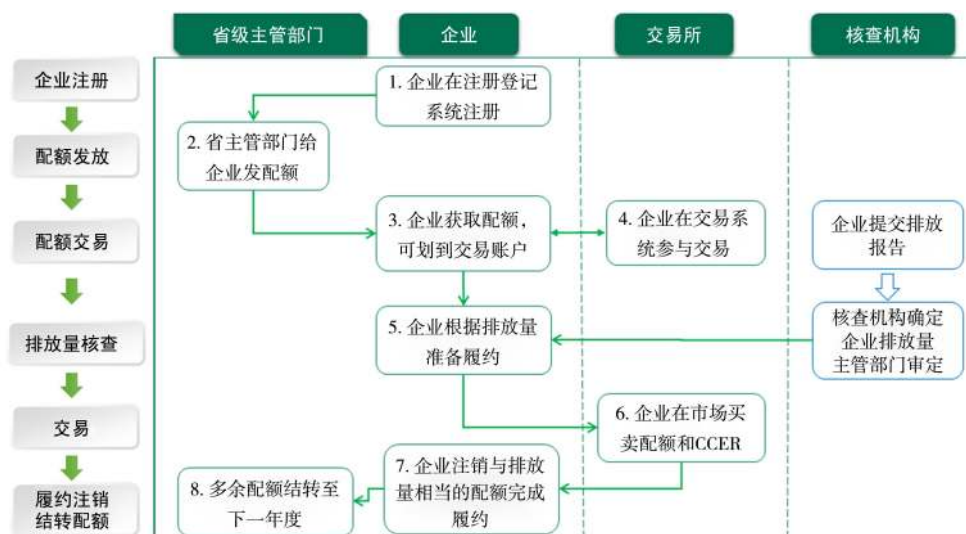 省级主管部门
企业
交易所
核查机构
企业注册
1. 企业在注册登记
系统注册
配额发放
2. 省主管部门给
企业发配额
配额交易
3. 企业获取配额，
可划到交易账户
4. 企业在交易系
统参与交易
企业提交排放
报告
排放量核查
5. 企业根据排放量
准备履约
核查机构确定
企业排放量
主管部门审定
交易
6. 企业在市场买
卖配额和CCER
履约注销
结转配额
7. 企业注销与排放
量相当的配额完成
履约
8. 多余配额结转至
下一年度